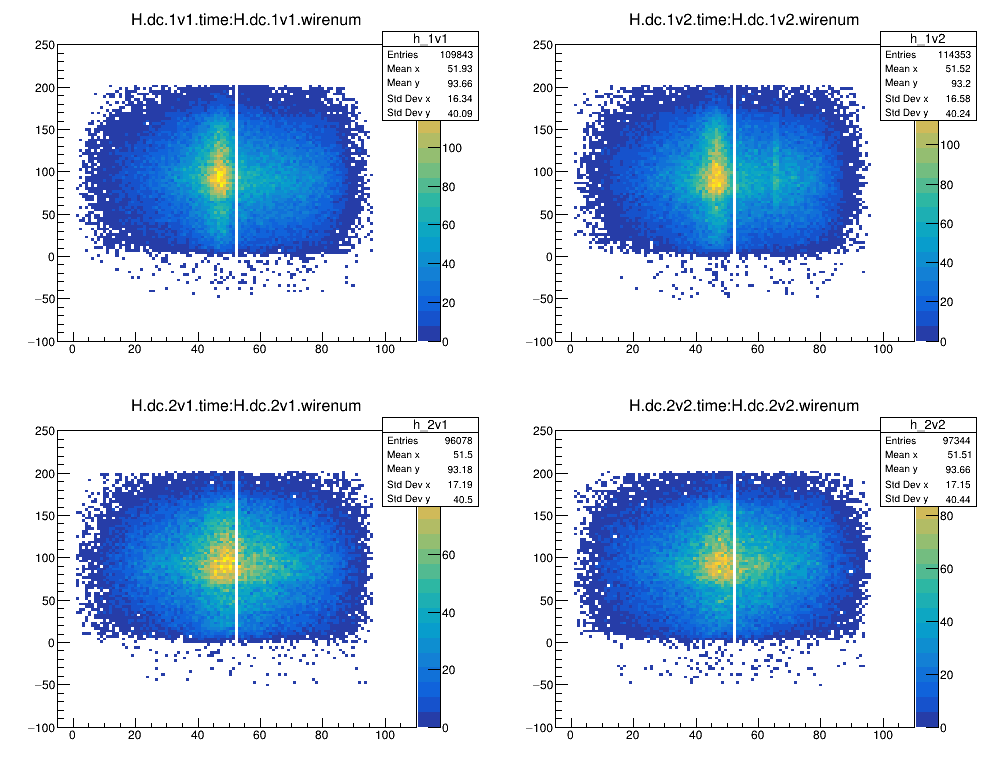 H.dc.1v1.time:H.dc.1v1.wirenum
h_1v1
Entries 109843
Mean x 51.93
Mean y 93.66
Std Dev x 16.34
Std Dev y 40.09
250
200
150
100
50
0
−50
−100
0 20 40 60 80 100
100
80
60
40
20
0
H.dc.1v2.time:H.dc.1v2.wirenum
h_1v2
Entries 114353
Mean x 51.52
Mean y 93.2
Std Dev x 16.58
Std Dev y 40.24
250
200
150
100
50
0
−50
−100
0 20 40 60 80 100
100
80
60
40
20
0
H.dc.2v1.time:H.dc.2v1.wirenum
h_2v1
Entries 96078
Mean x 51.5
Mean y 93.18
Std Dev x 17.19
Std Dev y 40.5
250
200
150
100
50
0
−50
−100
0 20 40 60 80 100
60
40
20
0
H.dc.2v2.time:H.dc.2v2.wirenum
h_2v2
Entries 97344
Mean x 51.51
Mean y 93.66
Std Dev x 17.15
Std Dev y 40.44
250
200
150
100
50
0
−50
−100
0 20 40 60 80 100
80
60
40
20
0